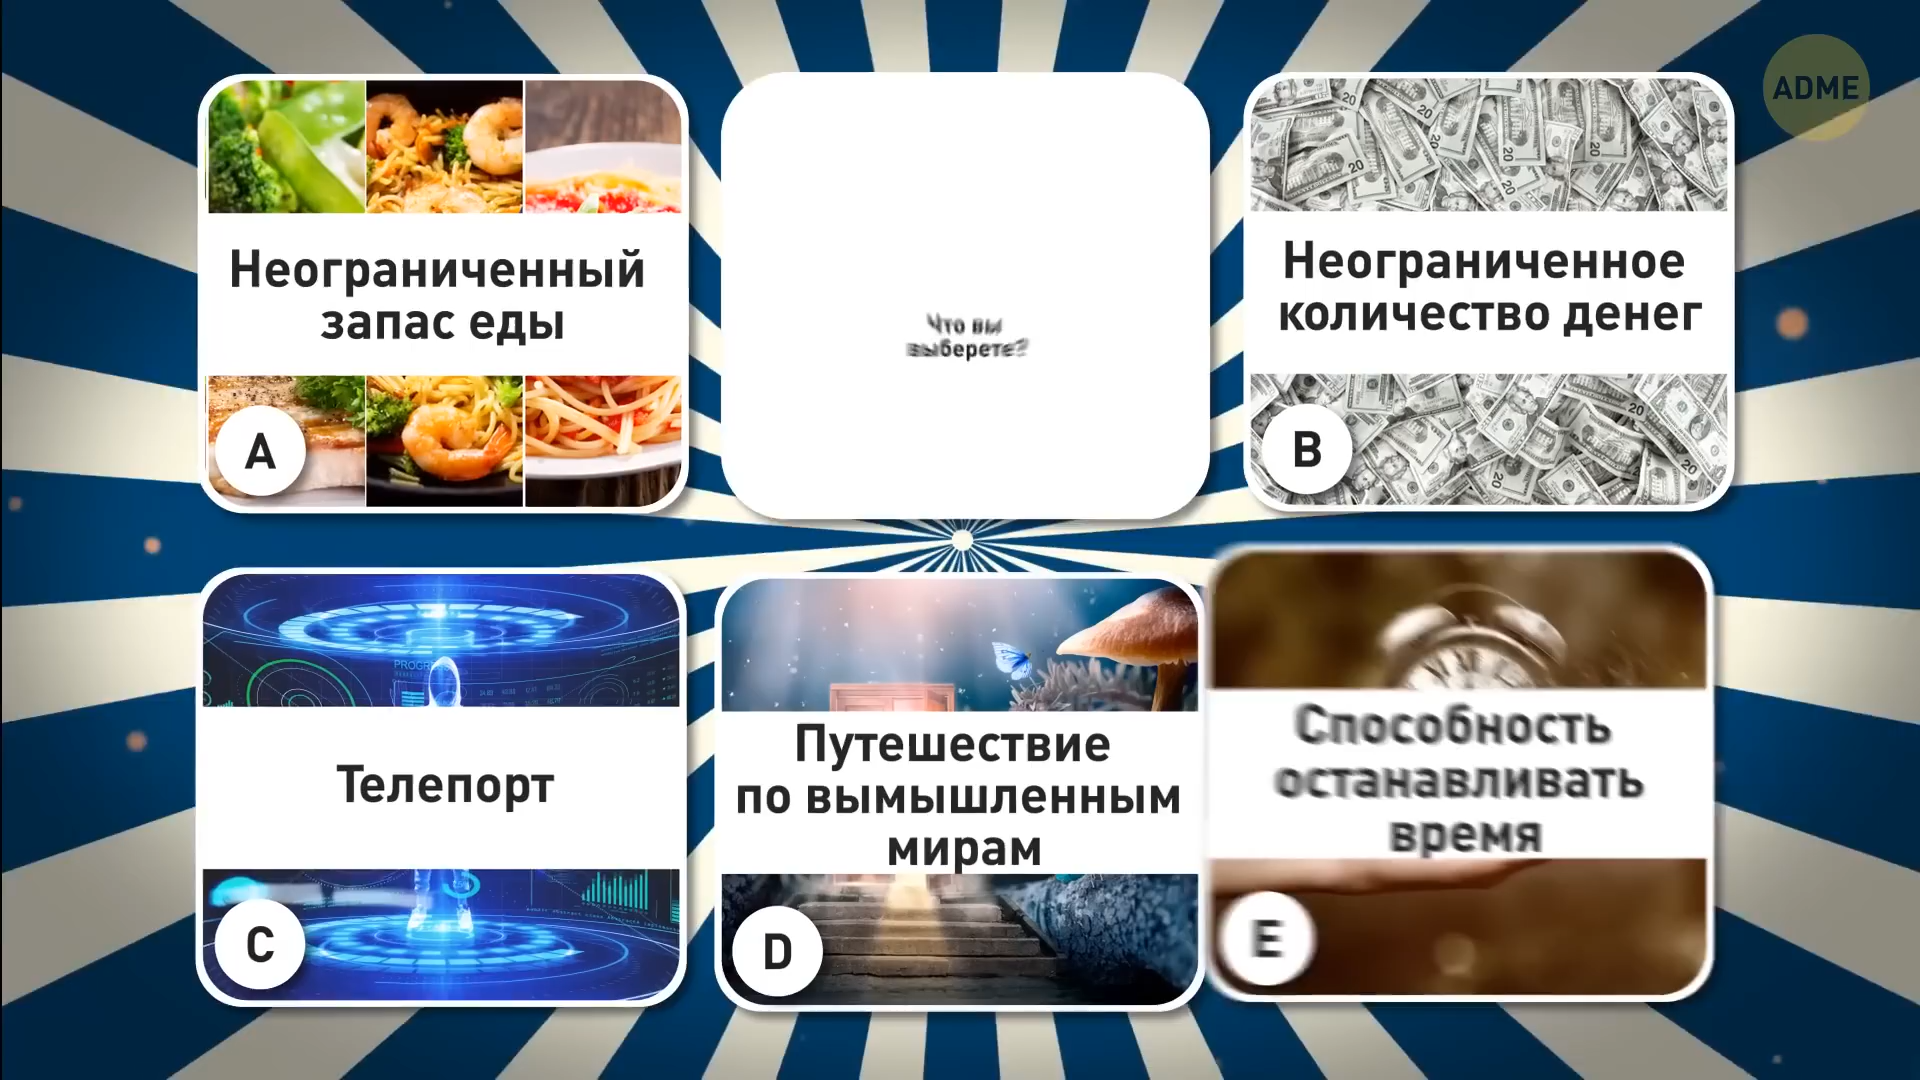 ADME
Неограниченный
запас еды
A
Что вы
выберете?
Неограниченное
количество денег
B
Телепорт
C
Путешествие
по вымышленным
мирам
D
Способность
останавливать
время
E